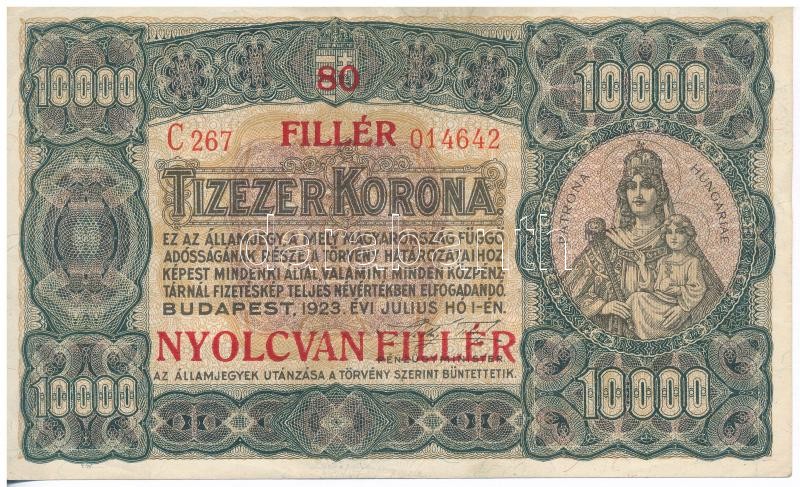 10000
80
10000
C 267 FILLÉR 014642
TIZEZER KORONA.
PATRONA HUNGARIAE
EZ AZ ÁLLAMJEGY A MELY MAGYARORSZÁG FÜGGŐ
ADÓSSÁGÁNAK RÉSZE, A TÖRVÉNY HATÁROZATAIHOZ
KÉPEST MINDENKI ÁLTAL, VALAMINT MINDEN KÖZPÉNZ-
TÁRNÁL FIZETÉSKÉP TELJES NÉVÉRTÉKBEN ELFOGADANDÓ.
BUDAPEST, 1923. ÉVI JULIUS HÓ 1-ÉN.
NYOLCVAN FILLÉR
PÉNZÜGYMINISTER
AZ ÁLLAMJEGYEK UTÁNZÁSA A TÖRVÉNY SZERINT BÜNTETTETIK.
10000
10000